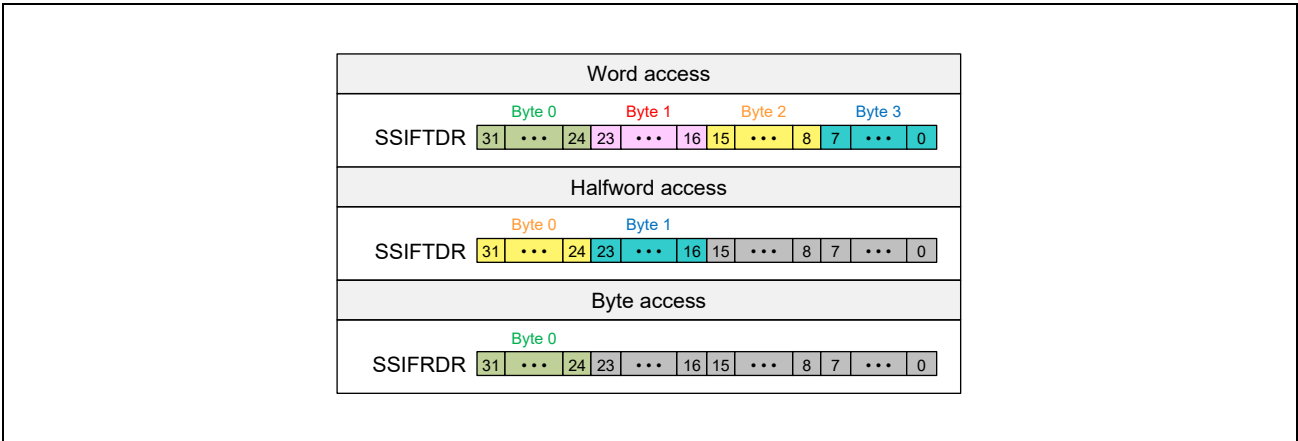 Word access
Byte 0 Byte 1 Byte 2 Byte 3
SSIFTDR 31 ••• 24 23 ••• 16 15 ••• 8 7 ••• 0
Halfword access
Byte 0 Byte 1
SSIFTDR 31 ••• 24 23 ••• 16 15 ••• 8 7 ••• 0
Byte access
Byte 0
SSIFRDR 31 ••• 24 23 ••• 16 15 ••• 8 7 ••• 0